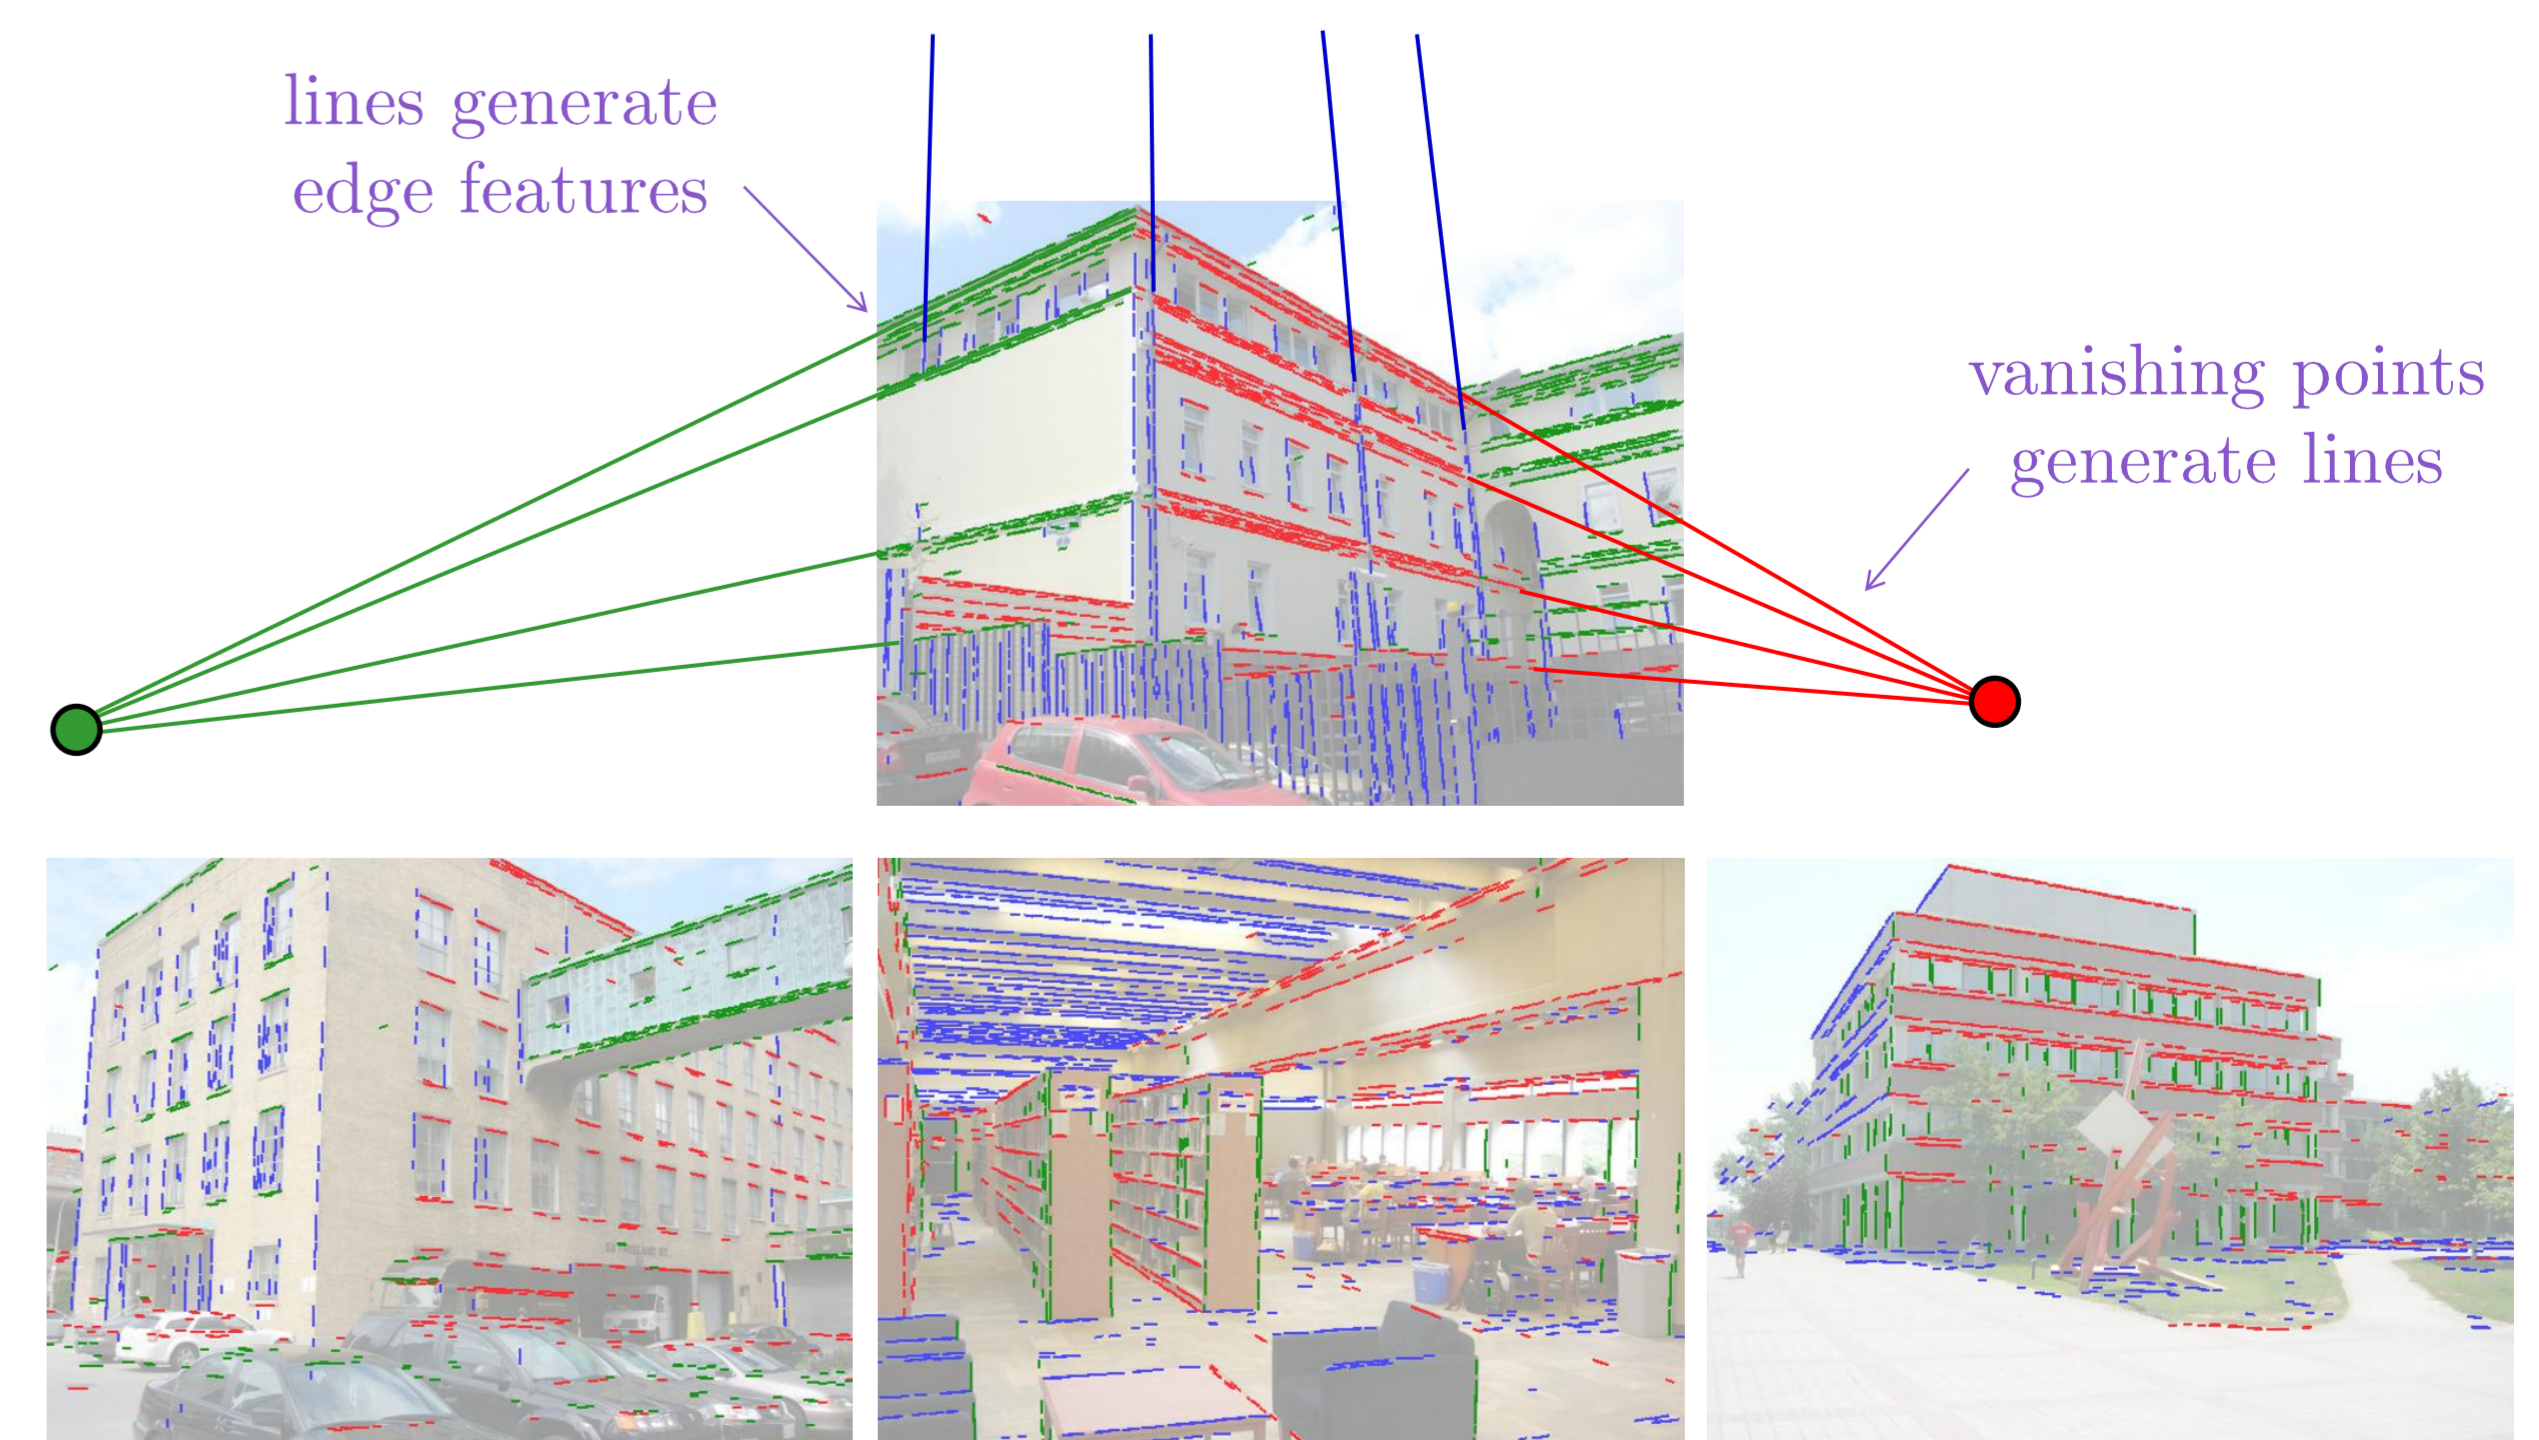 lines generate
edge features
vanishing points
generate lines